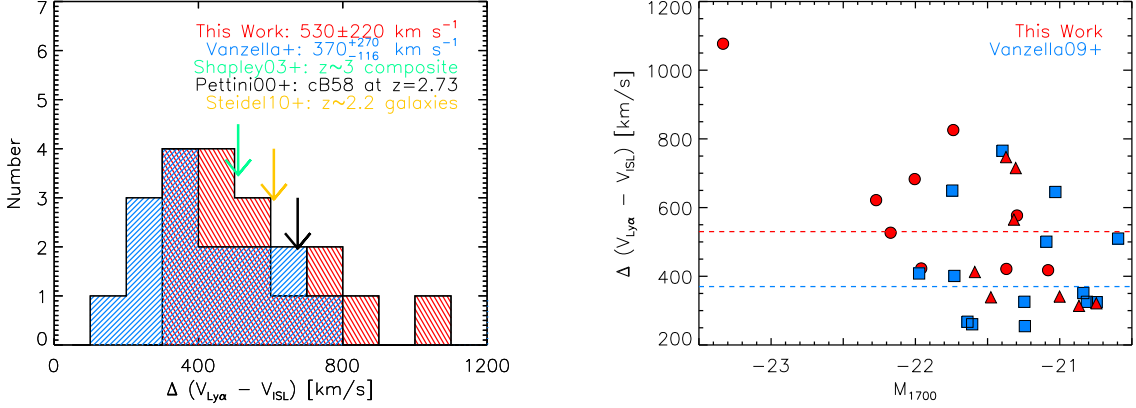 This Work: 530±220 km s⁻¹
Vanzella+: 370+270−116 km s⁻¹
Shapley03+: z~3 composite
Pettini00+: cB58 at z=2.73
Steidel10+: z~2.2 galaxies
7
6
5
4
3
2
1
0
Number
0 400 800 1200
Δ (V_Lyα − V_ISL) [km/s]
This Work
Vanzella09+
1200
1000
800
600
400
200
Δ (V_Lyα − V_ISL) [km/s]
−23 −22 −21
M_1700